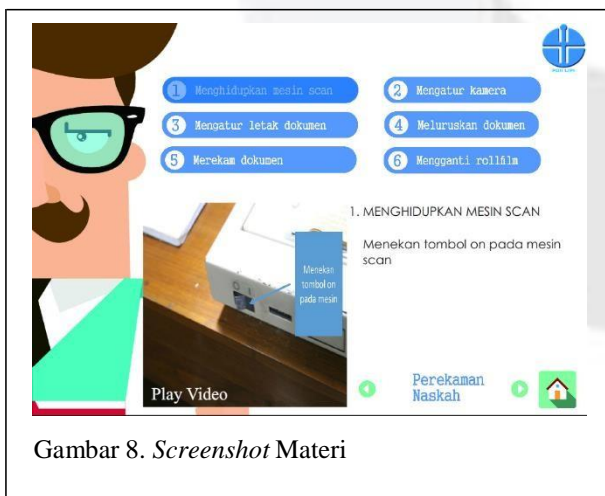 1 Menghidupkan mesin scan
2 Mengatur kamera
3 Mengatur letak dokumen
4 Meluruskan dokumen
5 Merekam dokumen
6 Mengganti rollfilm
1. MENGHIDUPKAN MESIN SCAN
Menekan tombol on pada mesin
scan
Menekan
tombol on
pada mesin
Play Video
Perekaman
Naskah
Gambar 8. Screenshot Materi